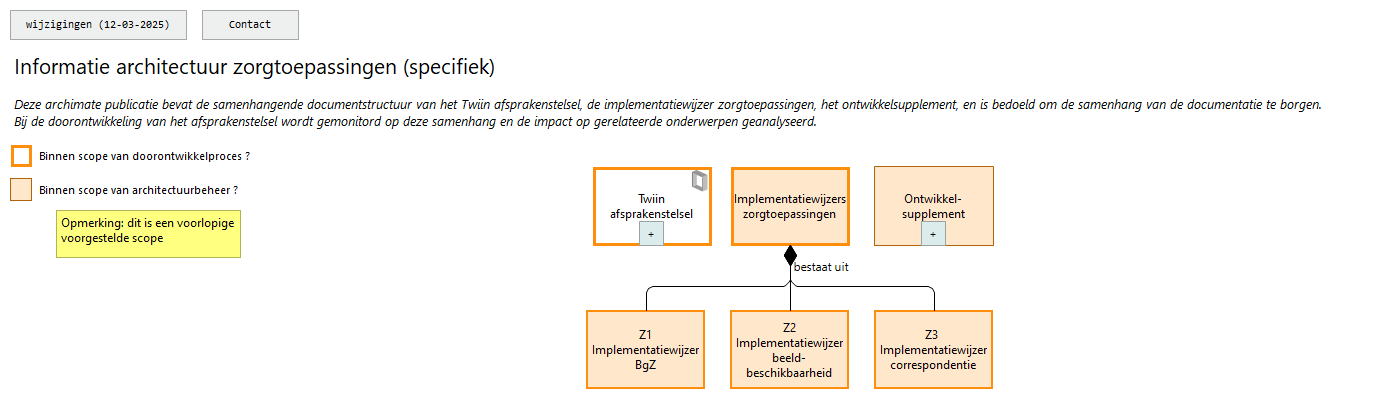 wijzigingen (12-03-2025)
Contact
Informatie architectuur zorgtoepassingen (specifiek)
Deze archimate publicatie bevat de samenhangende documentstructuur van het Twiin afsprakenstelsel, de implementatiewijzer zorgtoepassingen, het ontwikkelsupplement, en is bedoeld om de samenhang van de documentatie te borgen.
Bij de doorontwikkeling van het afsprakenstelsel wordt gemonitord op deze samenhang en de impact op gerelateerde onderwerpen geanalyseerd.
Binnen scope van doorontwikkelproces ?
Binnen scope van architectuurbeheer ?
Opmerking: dit is een voorlopige
voorgestelde scope
Twiin
afsprakenstelsel
+
Implementatiewijzers
zorgtoepassingen
Ontwikkel-
supplement
+
bestaat uit
Z1
Implementatiewijzer
BgZ
Z2
Implementatiewijzer
beeld-
beschikbaarheid
Z3
Implementatiewijzer
correspondentie